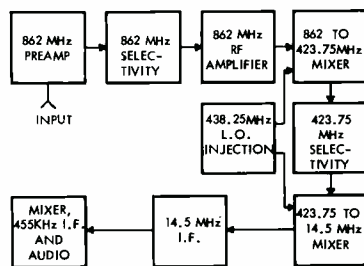 862 MHz
PREAMP
862 MHz
SELEC-
TIVITY
862 MHz
RF
AMPLIFIER
862 TO
423.75MHz
MIXER
INPUT
438.25MHz
L.O.
INJECTION
423.75
MHz
SELEC-
TIVITY
MIXER,
455KHz I.F.
AND
AUDIO
14.5 MHz
I.F.
423.75 TO
14.5 MHz
MIXER